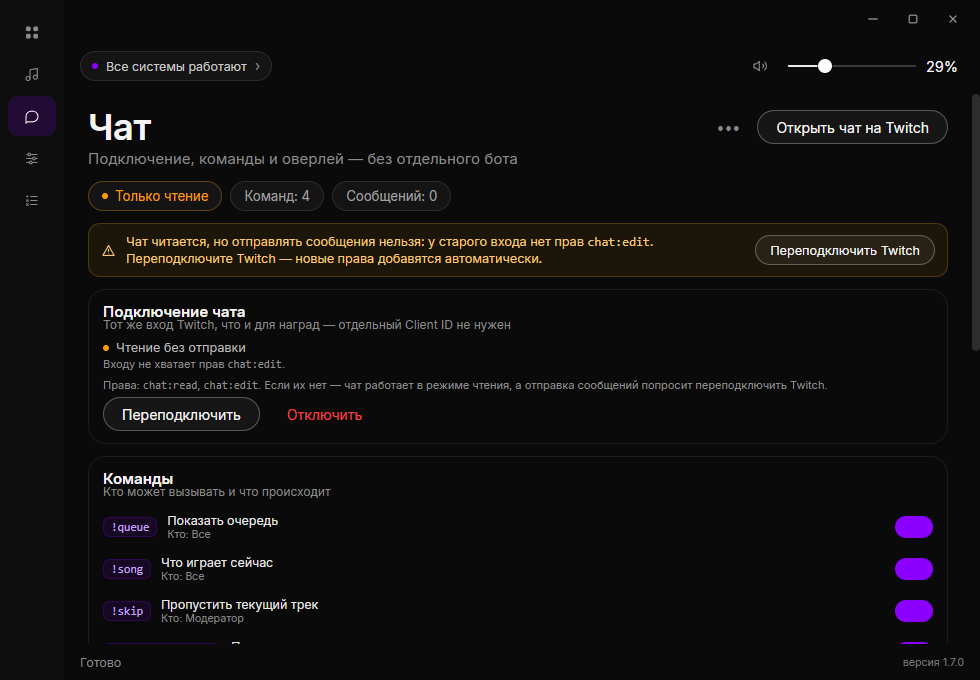 Все системы работают
29%
Чат
Открыть чат на Twitch
Подключение, команды и оверлей — без отдельного бота
Только чтение
Команд: 4
Сообщений: 0
Чат читается, но отправлять сообщения нельзя: у старого входа нет прав chat:edit.
Переподключите Twitch — новые права добавятся автоматически.
Переподключить Twitch
Подключение чата
Тот же вход Twitch, что и для наград — отдельный Client ID не нужен
Чтение без отправки
Входу не хватает прав chat:edit.
Права: chat:read, chat:edit. Если их нет — чат работает в режиме чтения, а отправка сообщений попросит переподключить Twitch.
Переподключить
Отключить
Команды
Кто может вызывать и что происходит
!queue
Показать очередь
Кто: Все
!song
Что играет сейчас
Кто: Все
!skip
Пропустить текущий трек
Кто: Модератор
Готово
версия 1.7.0